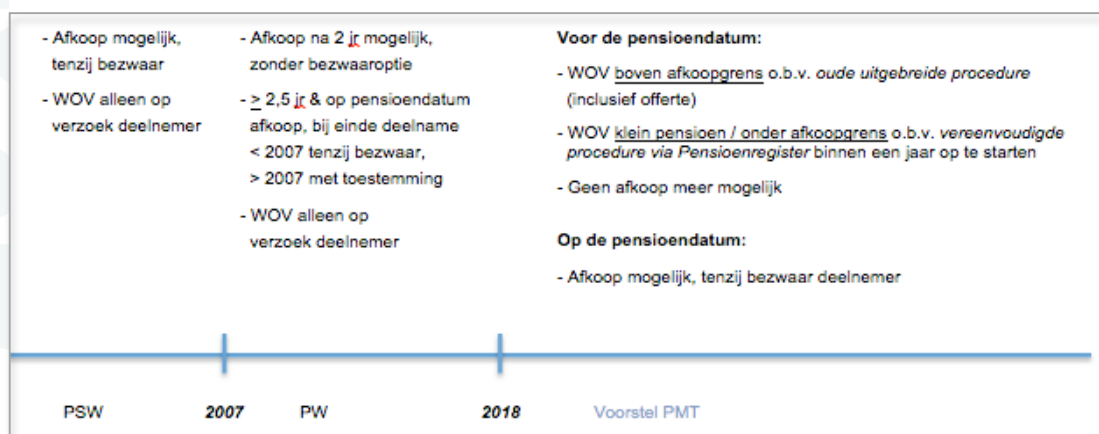 - Afkoop mogelijk,
tenzij bezwaar
- WOV alleen op
verzoek deelnemer
- Afkoop na 2 jr mogelijk,
zonder bezwaaroptie
- > 2,5 jr & op pensioendatum
afkoop, bij einde deelname
< 2007 tenzij bezwaar,
> 2007 met toestemming
- WOV alleen op
verzoek deelnemer
Voor de pensioendatum:
- WOV boven afkoopgrens o.b.v. oude uitgebreide procedure
(inclusief offerte)
- WOV klein pensioen / onder afkoopgrens o.b.v. vereenvoudigde
procedure via Pensioenregister binnen een jaar op te starten
- Geen afkoop meer mogelijk
Op de pensioendatum:
- Afkoop mogelijk, tenzij bezwaar deelnemer
PSW 2007 PW 2018 Voorstel PMT